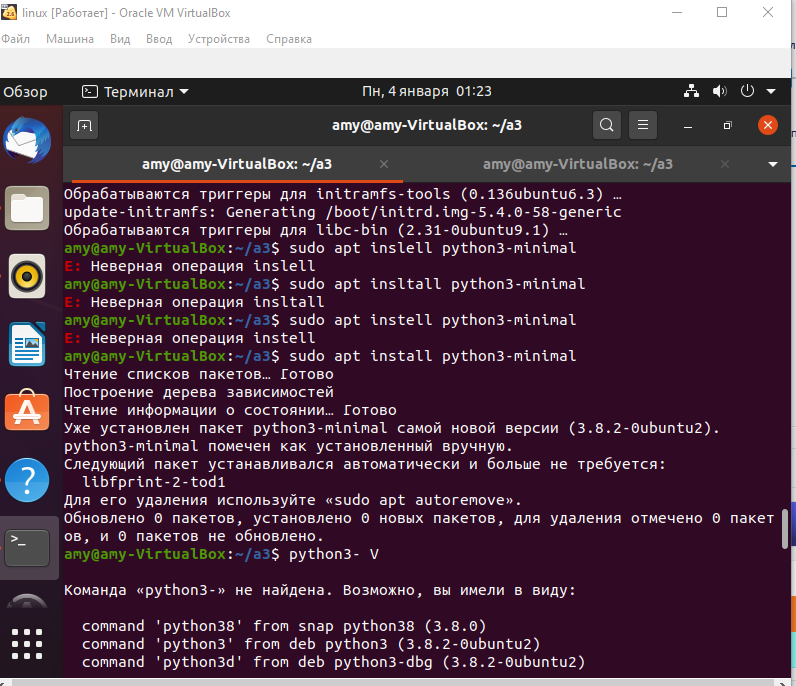 linux [Работает] - Oracle VM VirtualBox
Файл Машина Вид Ввод Устройства Справка
Обзор Терминал Пн, 4 января 01:23
amy@amy-VirtualBox: ~/a3
amy@amy-VirtualBox: ~/a3 amy@amy-VirtualBox: ~/a3
Обрабатываются триггеры для initramfs-tools (0.136ubuntu6.3) …
update-initramfs: Generating /boot/initrd.img-5.4.0-58-generic
Обрабатываются триггеры для libc-bin (2.31-0ubuntu9.1) …
amy@amy-VirtualBox:~/a3$ sudo apt inslell python3-minimal
E: Неверная операция inslell
amy@amy-VirtualBox:~/a3$ sudo apt insltall python3-minimal
E: Неверная операция insltall
amy@amy-VirtualBox:~/a3$ sudo apt instell python3-minimal
E: Неверная операция instell
amy@amy-VirtualBox:~/a3$ sudo apt install python3-minimal
Чтение списков пакетов… Готово
Построение дерева зависимостей
Чтение информации о состоянии… Готово
Уже установлен пакет python3-minimal самой новой версии (3.8.2-0ubuntu2).
python3-minimal помечен как установленный вручную.
Следующий пакет устанавливался автоматически и больше не требуется:
libfprint-2-tod1
Для его удаления используйте «sudo apt autoremove».
Обновлено 0 пакетов, установлено 0 новых пакетов, для удаления отмечено 0 пакет
ов, и 0 пакетов не обновлено.
amy@amy-VirtualBox:~/a3$ python3- V
Команда «python3-» не найдена. Возможно, вы имели в виду:
command 'python38' from snap python38 (3.8.0)
command 'python3' from deb python3 (3.8.2-0ubuntu2)
command 'python3d' from deb python3-dbg (3.8.2-0ubuntu2)